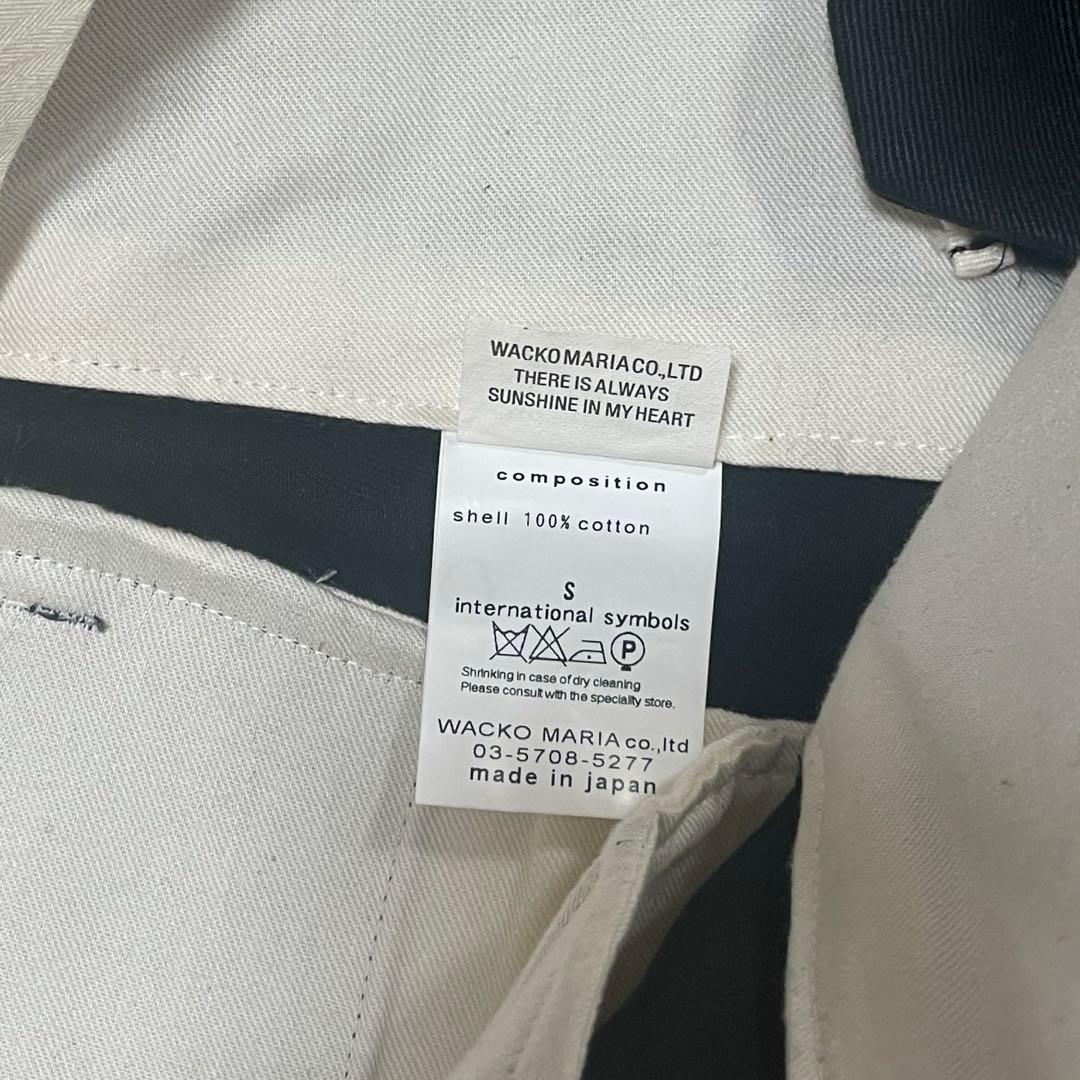 WACKO MARIA CO.,LTD
THERE IS ALWAYS
SUNSHINE IN MY HEART
composition
shell 100% cotton
S
international symbols
P
Shrinking in case of dry cleaning
Please consult with the speciality store.
WACKO MARIA co.,ltd
03-5708-5277
made in japan